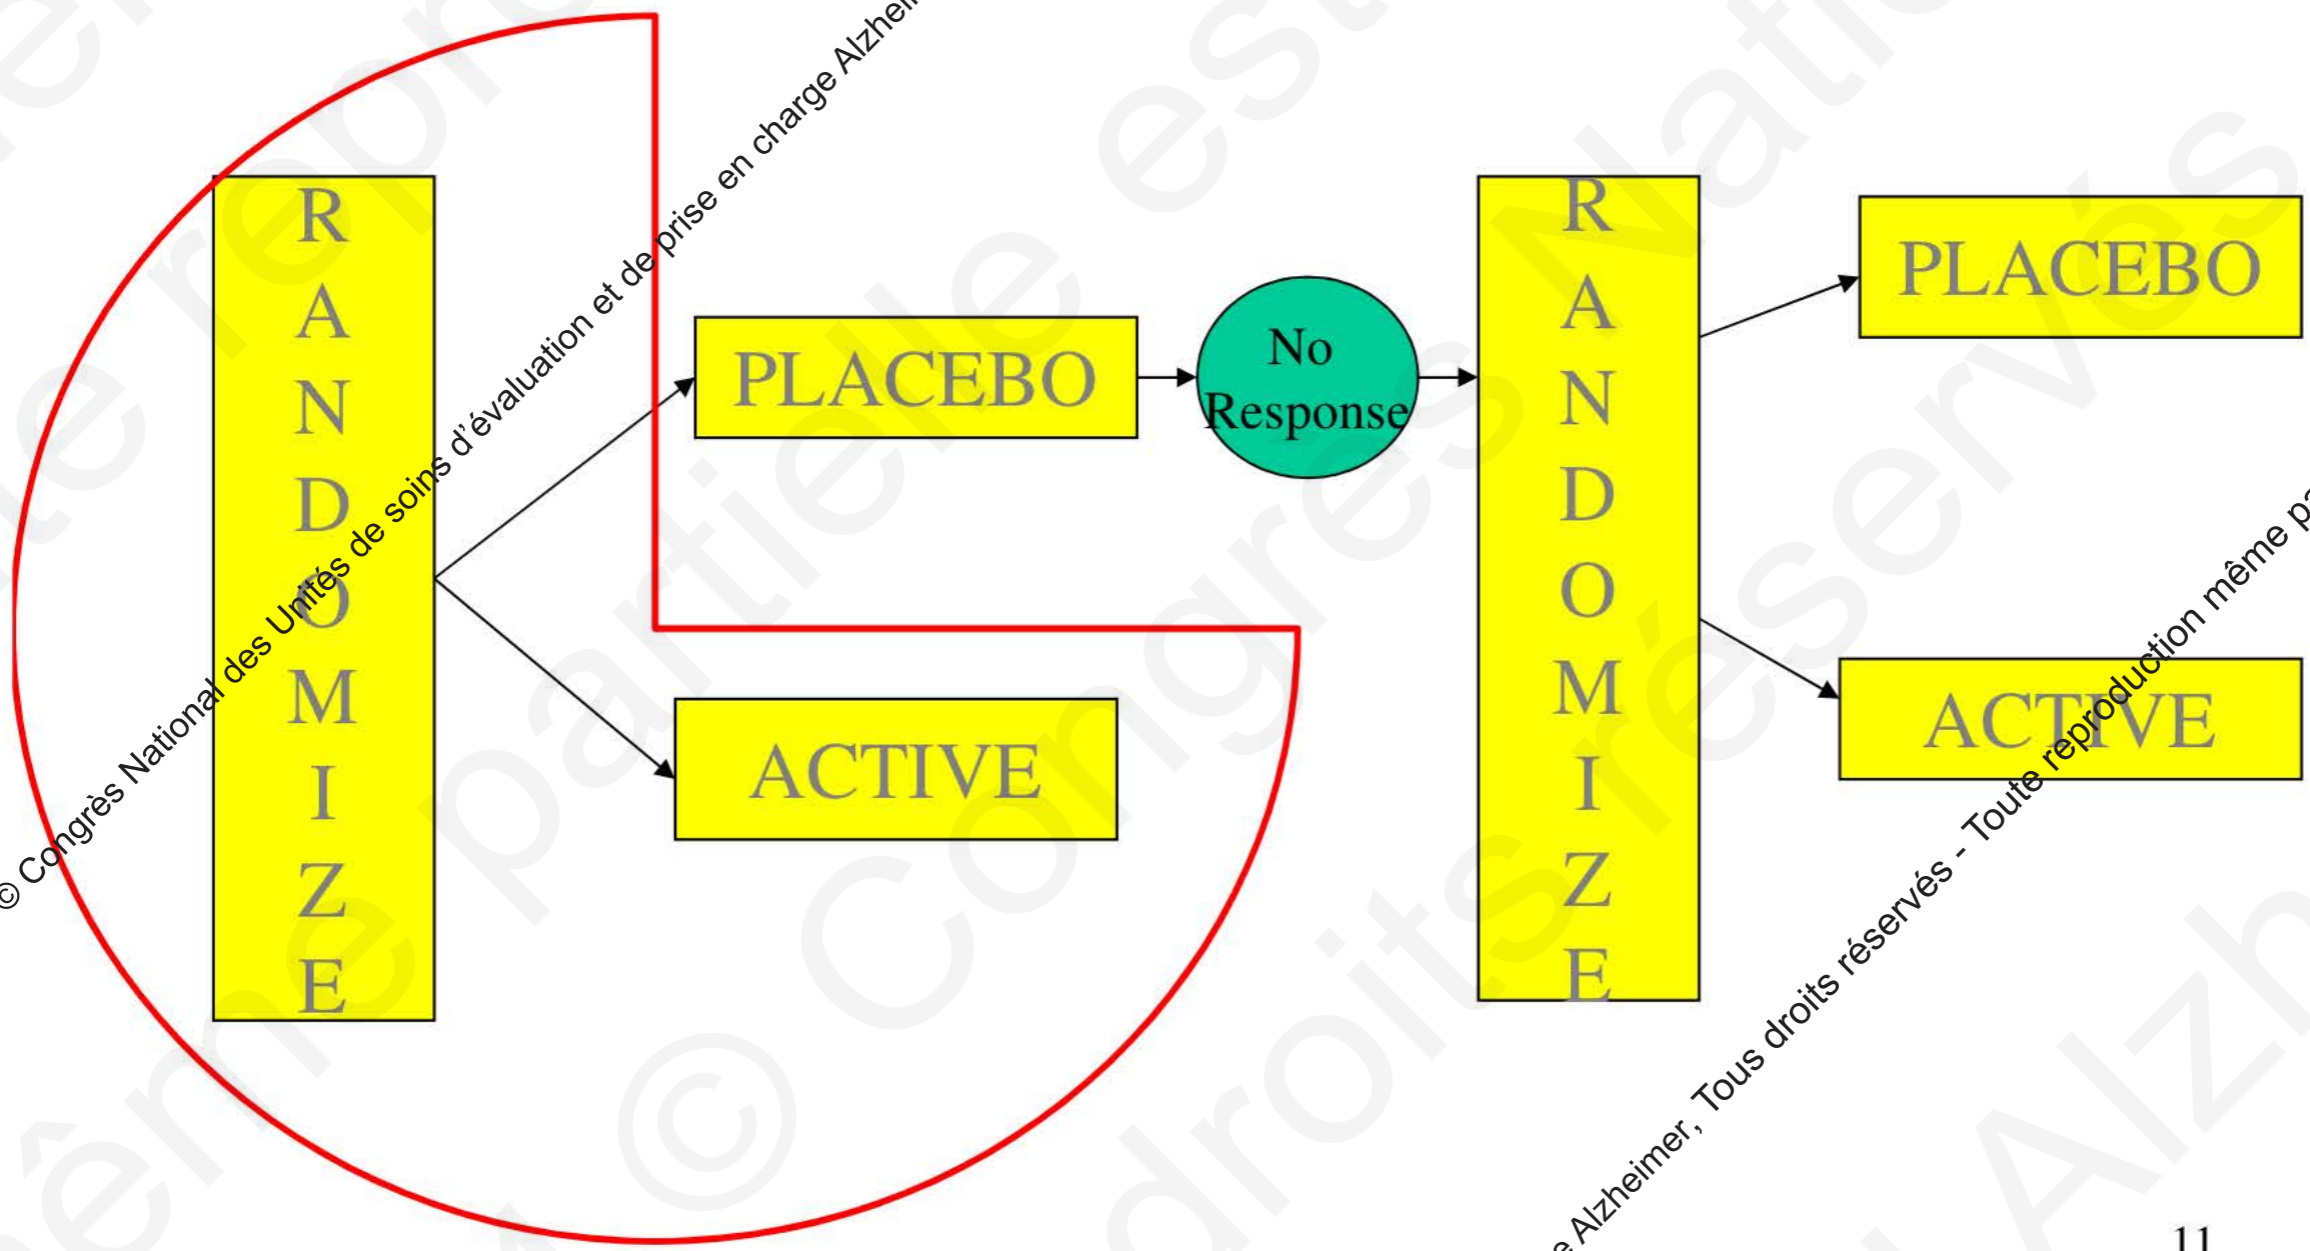 © Congrès National des Unités de soins d'évaluation et de prise en charge
RANDOMIZE
PLACEBO
ACTIVE
No
Response
RANDOMIZE
PLACEBO
ACTIVE
Alzheimer, Tous droits réservés - Toute reproduction même
11